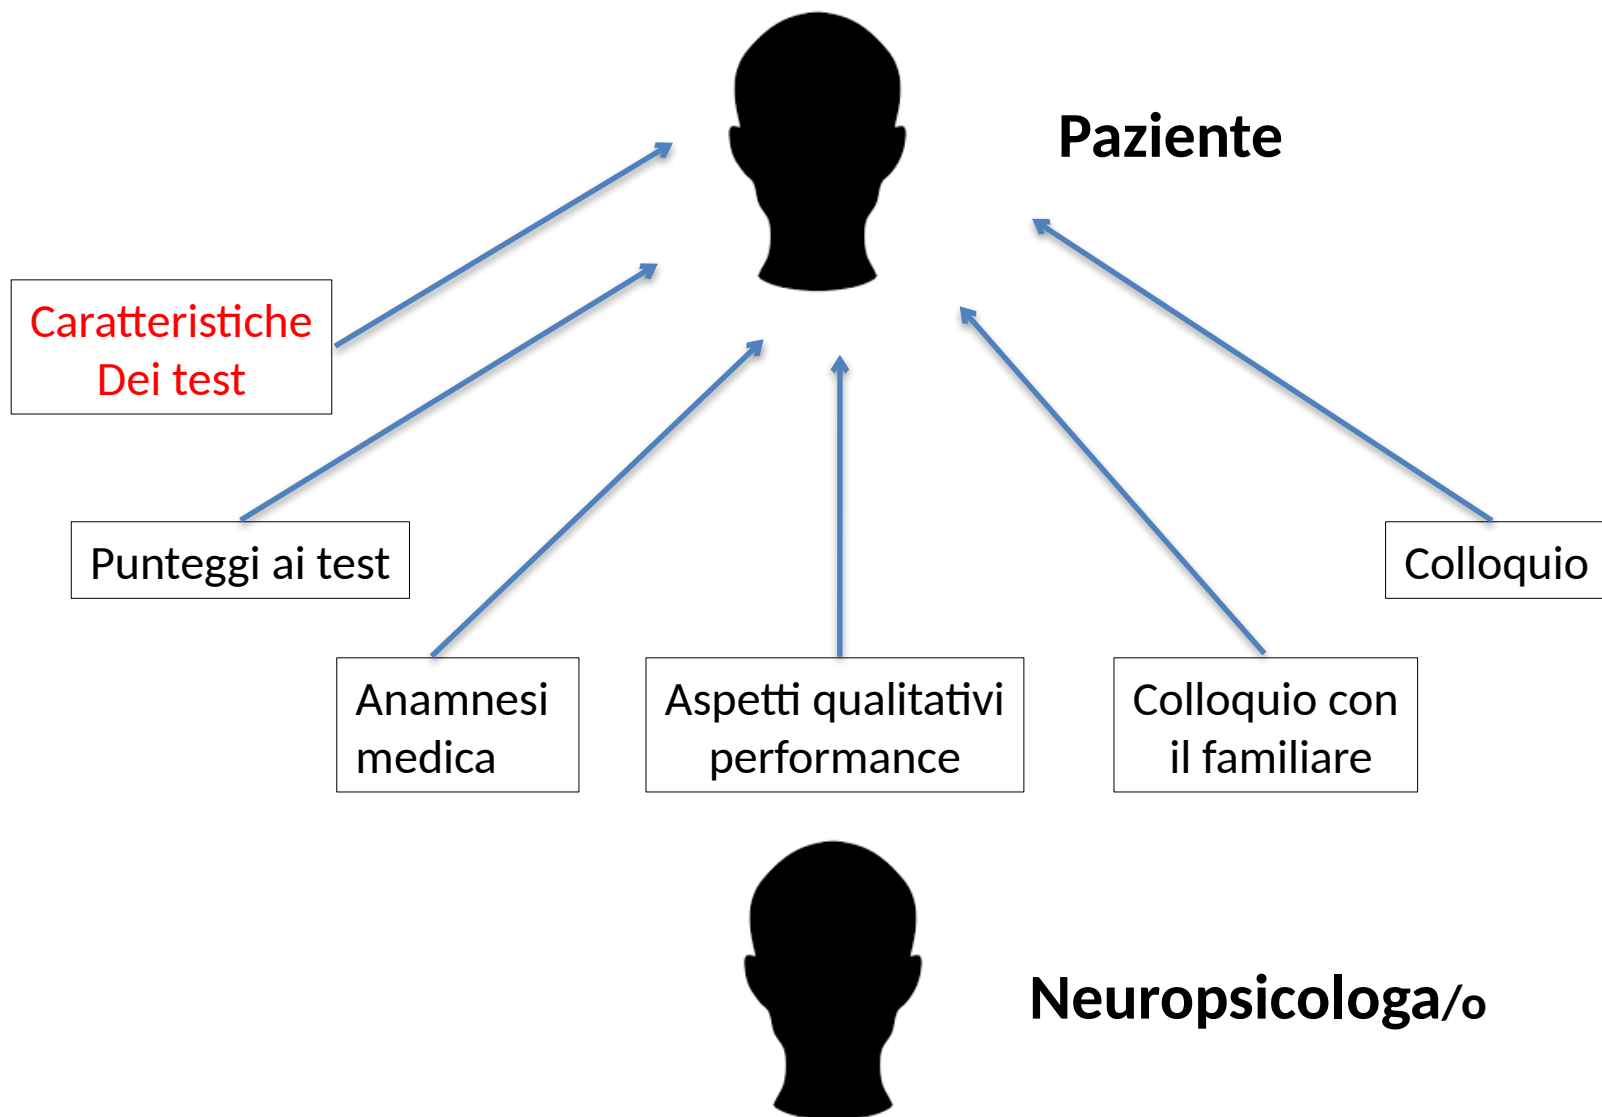 Paziente
Caratteristiche
Dei test
Punteggi ai test
Colloquio
Anamnesi
medica
Aspetti qualitativi
performance
Colloquio con
il familiare
Neuropsicologa/o